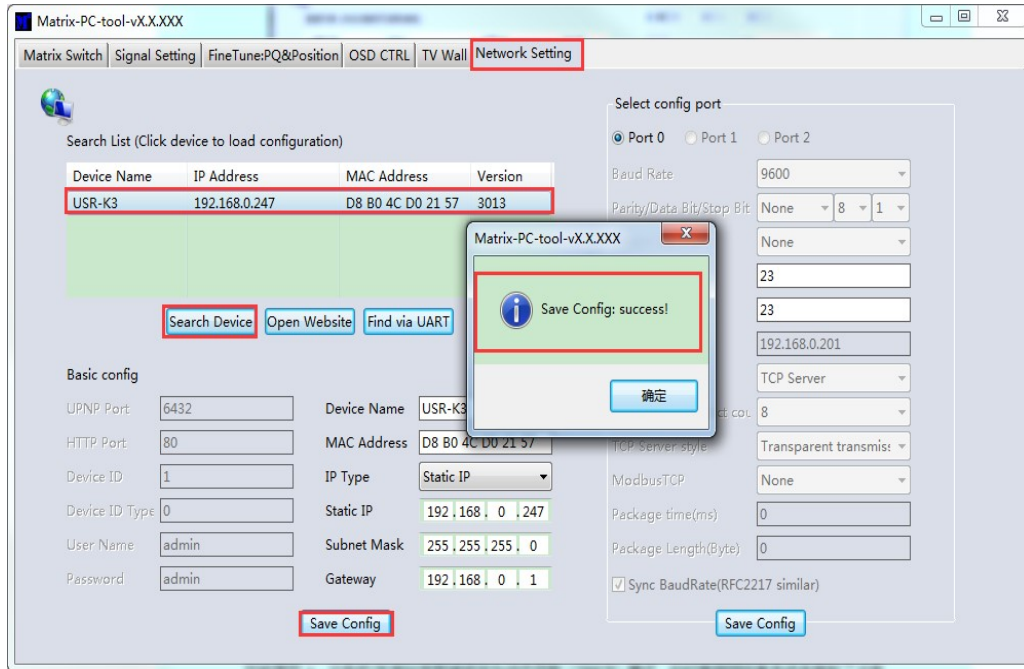 Matrix-PC-tool-vX.X.XXX
Matrix Switch Signal Setting FineTune:PQ&Position OSD CTRL TV Wall Network Setting
Search List (Click device to load configuration)
Device Name IP Address MAC Address Version
USR-K3 192.168.0.247 D8 B0 4C D0 21 57 3013
Search Device Open Website Find via UART
Basic config
UPNP Port 6432
HTTP Port 80
Device ID 1
Device ID Type 0
User Name admin
Password admin
Device Name USR-K3
MAC Address D8 B0 4C D0 21 57
IP Type Static IP
Static IP 192 . 168 . 0 . 247
Subnet Mask 255 . 255 . 255 . 0
Gateway 192 . 168 . 0 . 1
Save Config
Matrix-PC-tool-vX.X.XXX
Save Config: success!
确定
Select config port
Port 0 Port 1 Port 2
Baud Rate 9600
Parity/Data Bit/Stop Bit None 8 1
None
23
23
192.168.0.201
TCP Server
8
TCP Server style Transparent transmis
ModbusTCP None
Package time(ms) 0
Package Length(Byte) 0
Sync BaudRate(RFC2217 similar)
Save Config